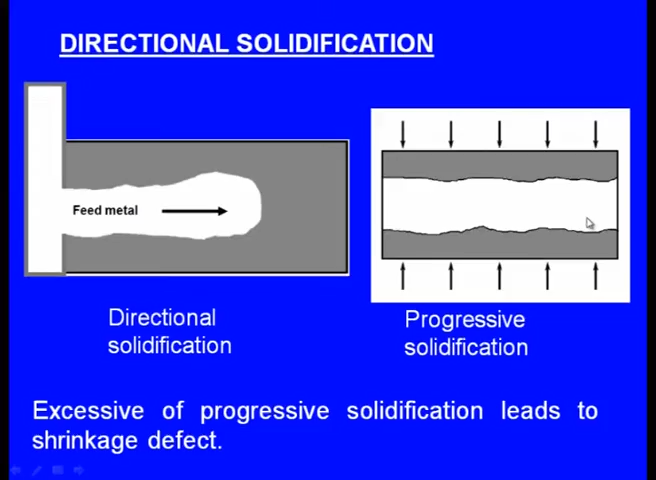 DIRECTIONAL SOLIDIFICATION
Feed metal
Directional
solidification
Progressive
solidification
Excessive of progressive solidification leads to
shrinkage defect.